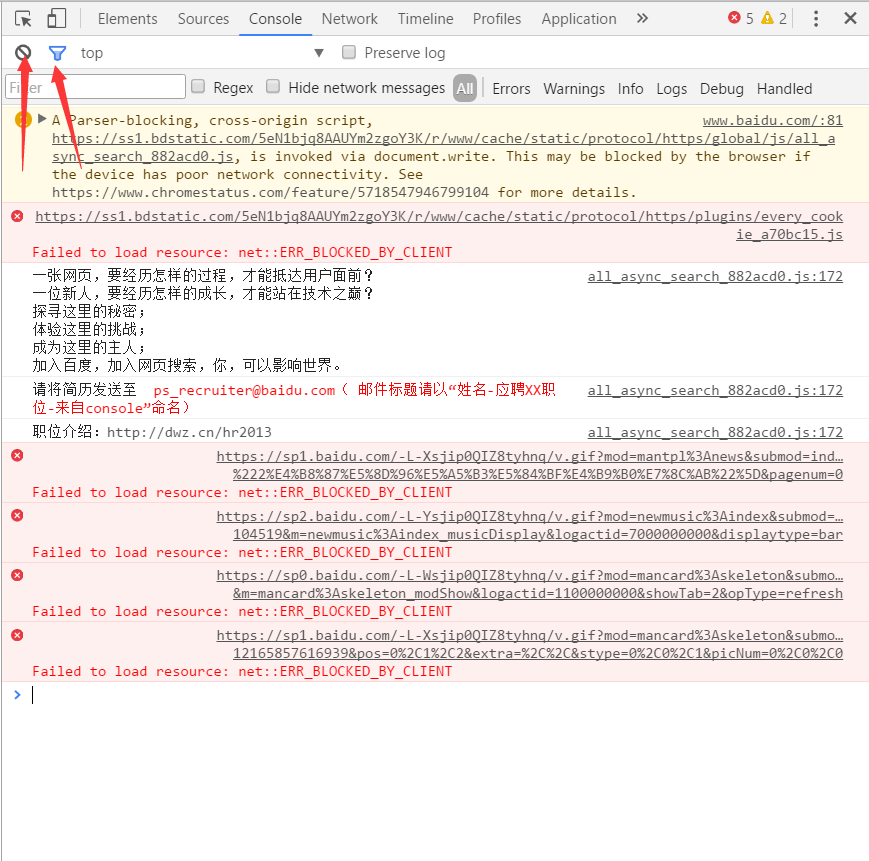 Elements Sources Console Network Timeline Profiles Application 5 2
top Preserve log
Filter Regex Hide network messages All Errors Warnings Info Logs Debug Handled
A Parser-blocking, cross-origin script, www.baidu.com/:81
https://ss1.bdstatic.com/5eN1bjq8AAUYm2zgoY3K/r/www/cache/static/protocol/https/global/js/all_a
sync_search_882acd0.js, is invoked via document.write. This may be blocked by the browser if
the device has poor network connectivity. See
https://www.chromestatus.com/feature/5718547946799104 for more details.
https://ss1.bdstatic.com/5eN1bjq8AAUYm2zgoY3K/r/www/cache/static/protocol/https/plugins/every_cook
ie_a70bc15.js
Failed to load resource: net::ERR_BLOCKED_BY_CLIENT
一张网页，要经历怎样的过程，才能抵达用户面前？ all_async_search_882acd0.js:172
一位新人，要经历怎样的成长，才能站在技术之巅？
探寻这里的秘密；
体验这里的挑战；
成为这里的主人；
加入百度，加入网页搜索，你，可以影响世界。
请将简历发送至 ps_recruiter@baidu.com（ 邮件标题请以“姓名-应聘XX职 all_async_search_882acd0.js:172
位-来自console”命名）
职位介绍：http://dwz.cn/hr2013 all_async_search_882acd0.js:172
https://sp1.baidu.com/-L-Xsjip0QIZ8tyhnq/v.gif?mod=mantpl%3Anews&submod=ind…
%222%E4%B8%87%E5%8D%96%E5%A5%B3%E5%84%BF%E4%B9%B0%E7%8C%AB%22%5D&pagenum=0
Failed to load resource: net::ERR_BLOCKED_BY_CLIENT
https://sp2.baidu.com/-L-Ysjip0QIZ8tyhnq/v.gif?mod=newmusic%3Aindex&submod=…
104519&m=newmusic%3Aindex_musicDisplay&logactid=7000000000&displaytype=bar
Failed to load resource: net::ERR_BLOCKED_BY_CLIENT
https://sp0.baidu.com/-L-Wsjip0QIZ8tyhnq/v.gif?mod=mancard%3Askeleton&submo…
&m=mancard%3Askeleton_modShow&logactid=1100000000&showTab=2&opType=refresh
Failed to load resource: net::ERR_BLOCKED_BY_CLIENT
https://sp1.baidu.com/-L-Xsjip0QIZ8tyhnq/v.gif?mod=mancard%3Askeleton&submo…
12165857616939&pos=0%2C1%2C2&extra=%2C%2C&stype=0%2C0%2C1&picNum=0%2C0%2C0
Failed to load resource: net::ERR_BLOCKED_BY_CLIENT